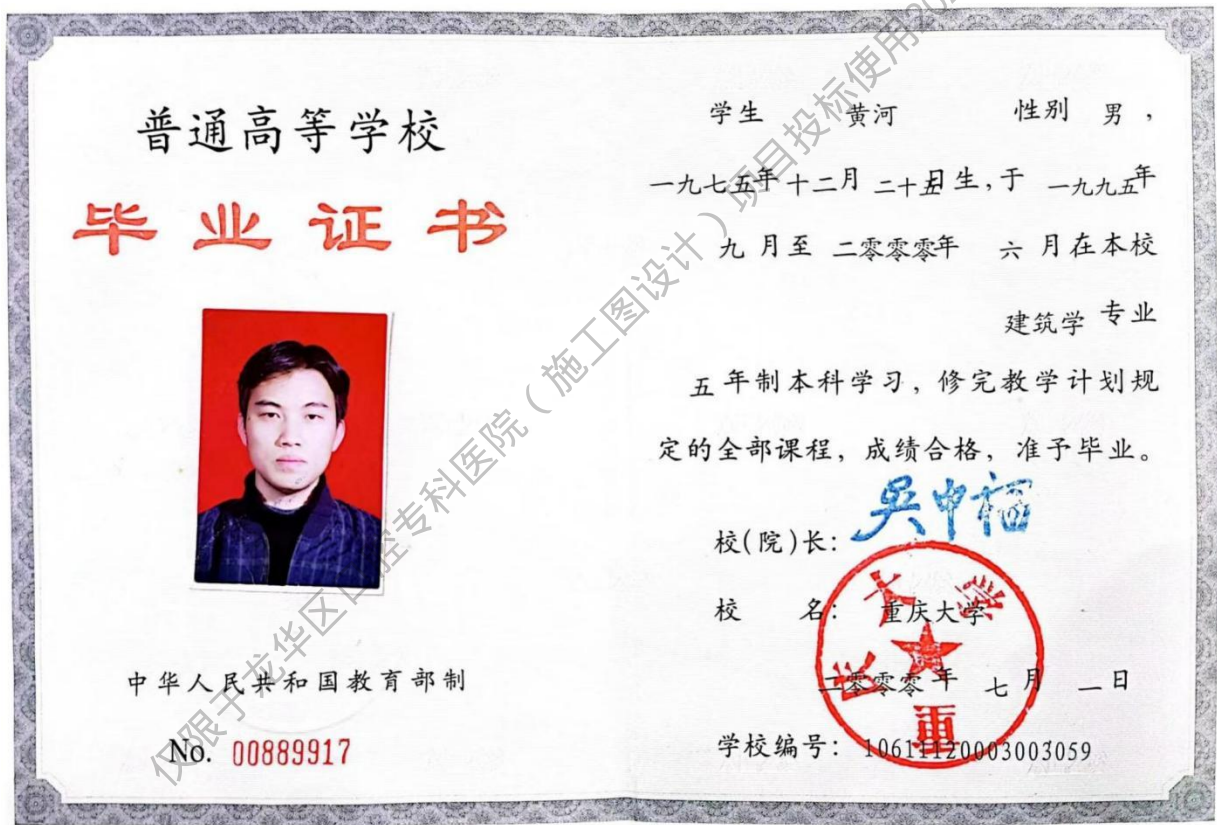 普通高等学校
毕业证书
中华人民共和国教育部制
No. 00889917
学生 黄河 性别 男，
一九七五年十二月二十五日生，于 一九九五年
九月至 二零零零年 六月在本校
建筑学 专业
五年制本科学习，修完教学计划规
定的全部课程，成绩合格，准予毕业。
校(院)长： 吴中福
校 名： 重庆大学
二零零零年 七月 一日
学校编号： 10611120003003059
重庆大学
仅限于龙华区口腔专科医院（施工图设计）项目投标使用20